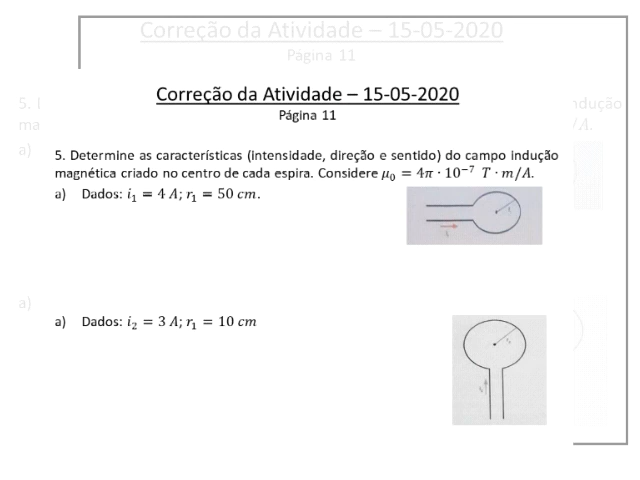 Correção da Atividade – 15-05-2020
Página 11
5. Determine as características (intensidade, direção e sentido) do campo indução
magnética criado no centro de cada espira. Considere μ₀ = 4π · 10⁻⁷ T · m/A.
a) Dados: i₁ = 4 A; r₁ = 50 cm.
a) Dados: i₂ = 3 A; r₁ = 10 cm